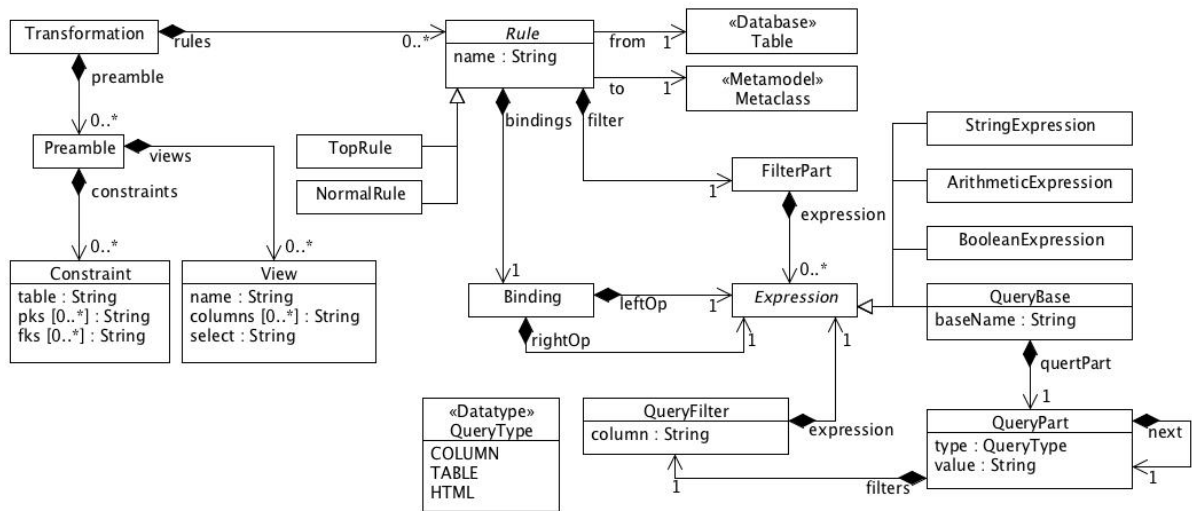 Transformation
rules
0..*
Rule
name : String
from
1
«Database»
Table
to
1
«Metamodel»
Metaclass
preamble
0..*
bindings
filter
Preamble
views
TopRule
NormalRule
constraints
1
FilterPart
expression
StringExpression
ArithmeticExpression
BooleanExpression
0..*
0..*
1
0..*
Constraint
table : String
pks [0..*] : String
fks [0..*] : String
View
name : String
columns [0..*] : String
select : String
Binding
leftOp
1
Expression
rightOp
1
1
QueryBase
baseName : String
quertPart
1
«Datatype»
QueryType
COLUMN
TABLE
HTML
QueryFilter
column : String
expression
QueryPart
type : QueryType
value : String
next
1
filters
1